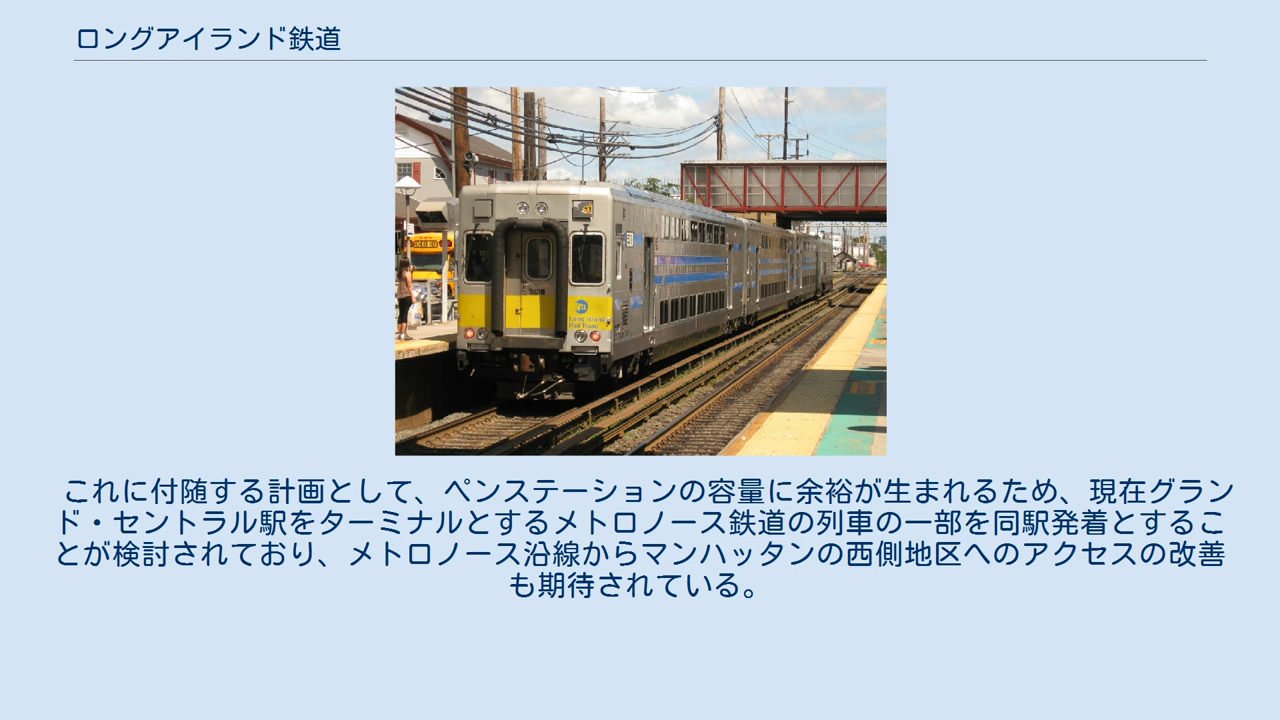 ロングアイランド鉄道
Long Island
Rail Road
これに付随する計画として、ペンステーションの容量に余裕が生まれるため、現在グラン
ド・セントラル駅をターミナルとするメトロノース鉄道の列車の一部を同駅発着とするこ
とが検討されており、メトロノース沿線からマンハッタンの西側地区へのアクセスの改善
も期待されている。